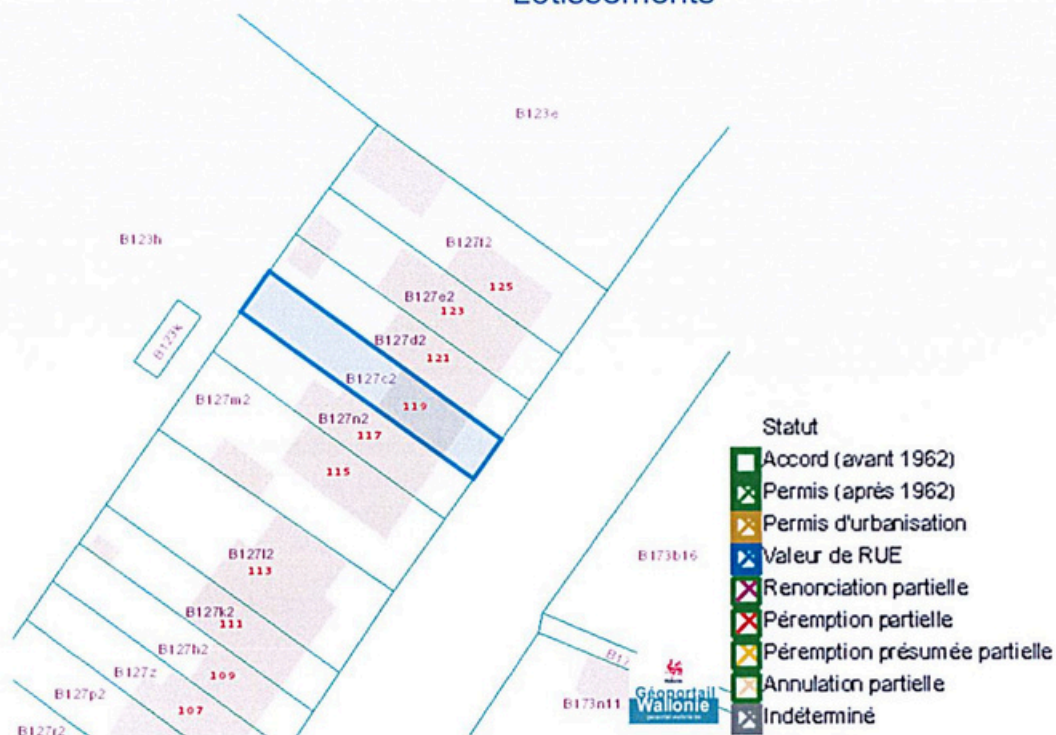 Lotissements
B123e
B123h
B127f2
125
B127e2
123
B123k
B127d2
121
B127c2
119
B127m2
B127n2
117
115
B127l2
113
B127k2
111
B127h2
109
B127z
B127p2
107
B127r2
B173b16
B17
B173n11
Géoportail
Wallonie
Statut
Accord (avant 1962)
Permis (après 1962)
Permis d'urbanisation
Valeur de RUE
Renonciation partielle
Péremption partielle
Péremption présumée partielle
Annulation partielle
Indéterminé